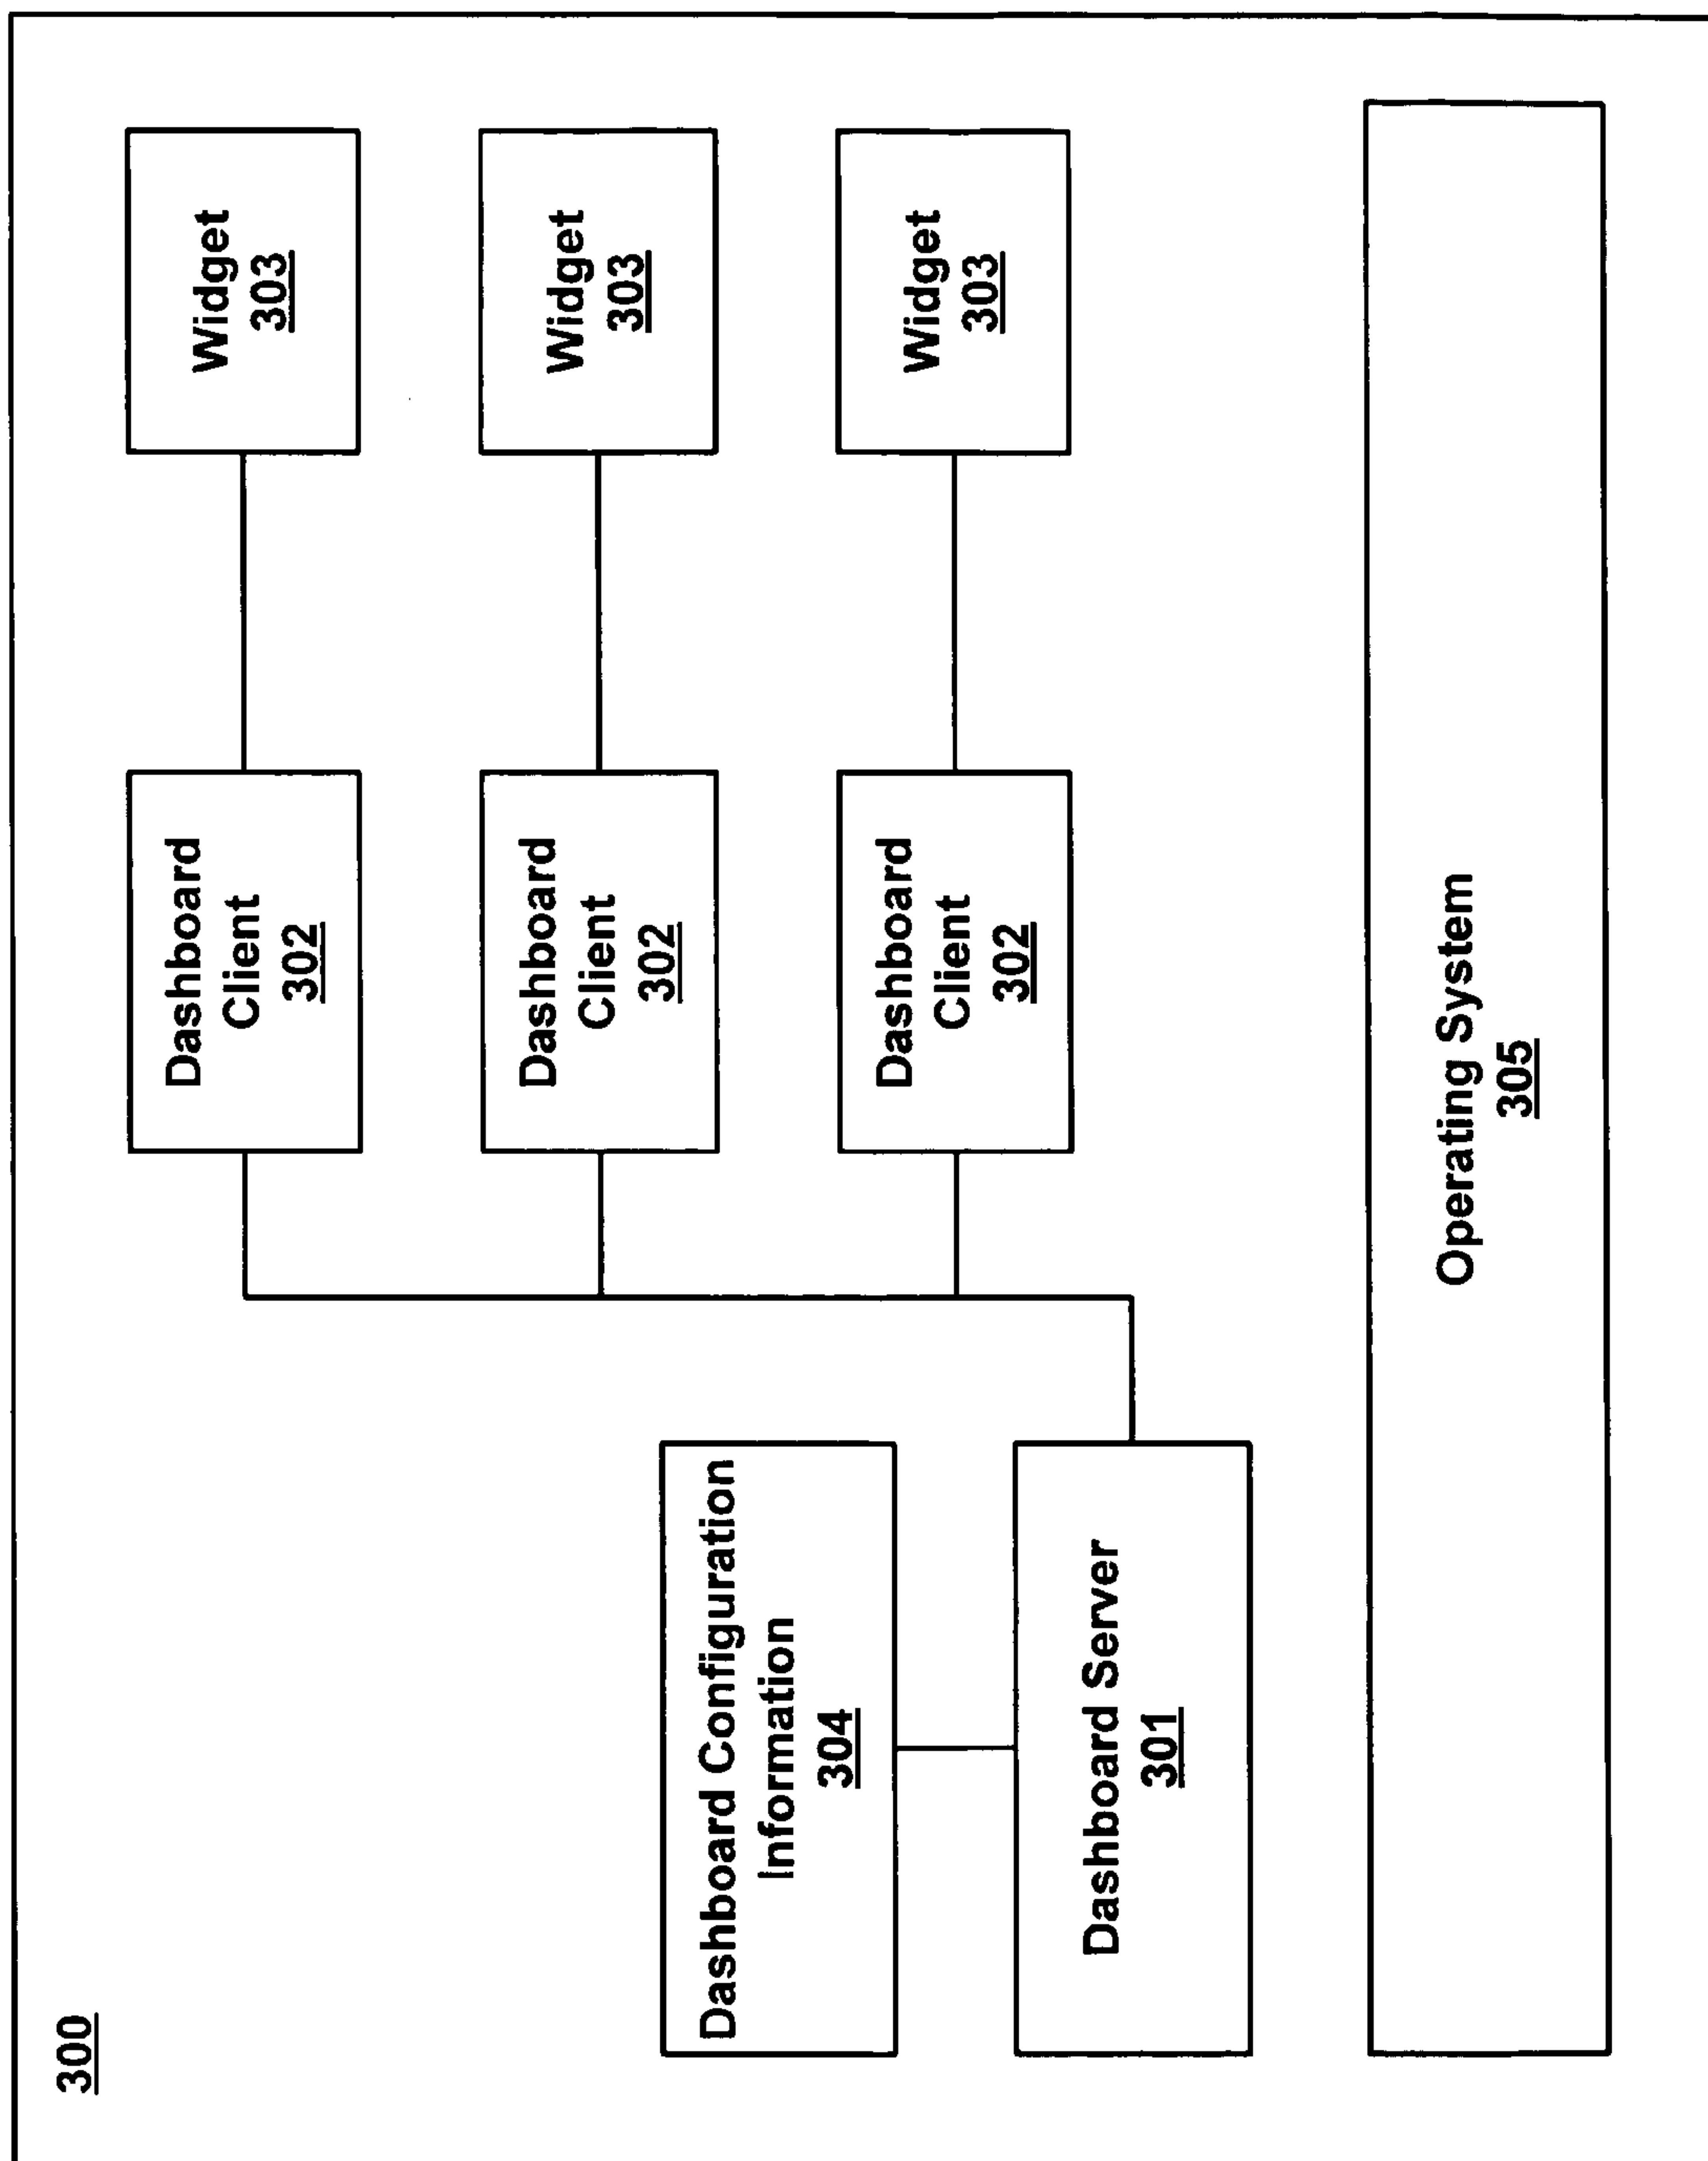 300
Dashboard
Client
302
Widget
303
Dashboard
Client
302
Widget
303
Dashboard Configuration
Information
304
Dashboard
Client
302
Widget
303
Dashboard Server
301
Operating System
305